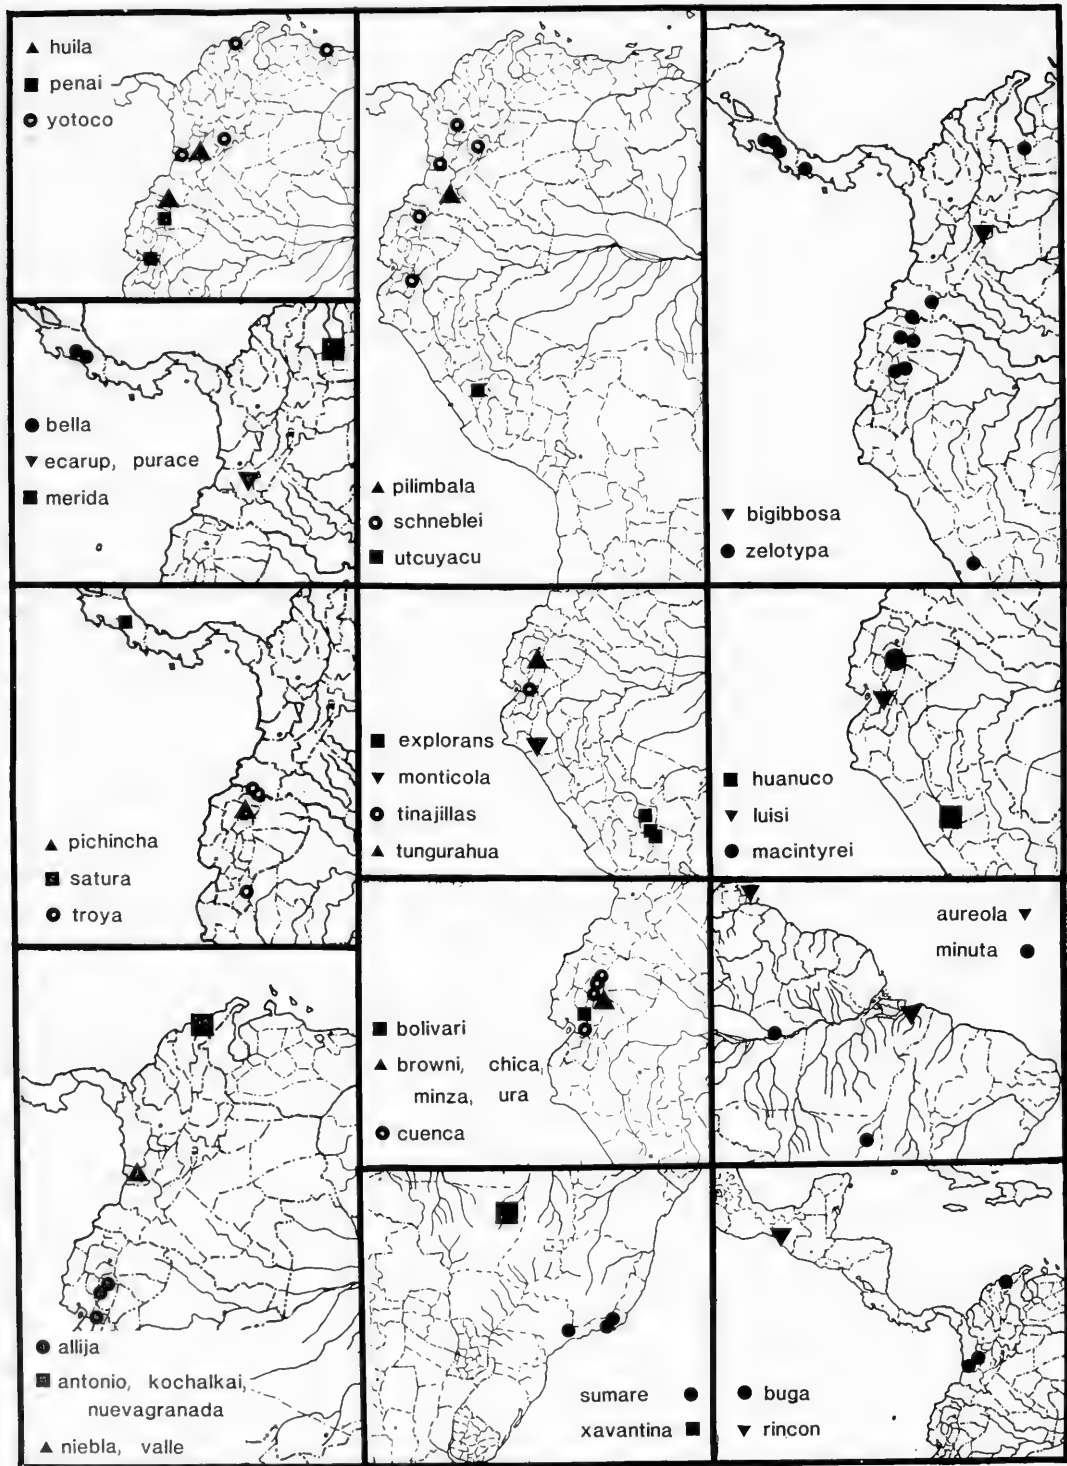 huila
penai
yotoco
bella
ecarup, purace
merida
pilimbala
schneblei
utcuyacu
bigibbosa
zelotypa
pichincha
satura
troya
explorans
monticola
tinajillas
tungurahua
huanuco
luisi
macintyrei
bolivari
browni, chica,
minza, ura
cuenca
aureola
minuta
allija
antonio, kochalkai,
nuevagranada
niebla, valle
sumare
xavantina
buga
rincon